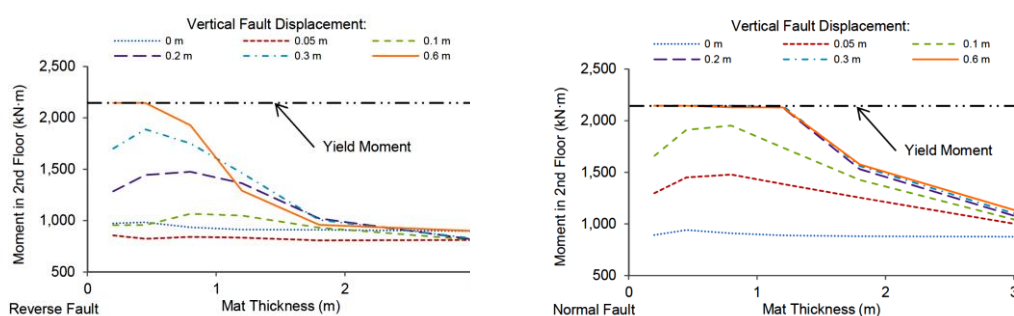 Vertical Fault Displacement:
0 m 0.05 m 0.1 m
0.2 m 0.3 m 0.6 m
2,500
2,000
1,500
1,000
500
Moment in 2nd Floor (kN·m)
Yield Moment
0 1 2
Mat Thickness (m)
Reverse Fault
Vertical Fault Displacement:
0 m 0.05 m 0.1 m
0.2 m 0.3 m 0.6 m
2,500
2,000
1,500
1,000
500
Moment in 2nd Floor (kN·m)
Yield Moment
0 1 2 3
Mat Thickness (m)
Normal Fault